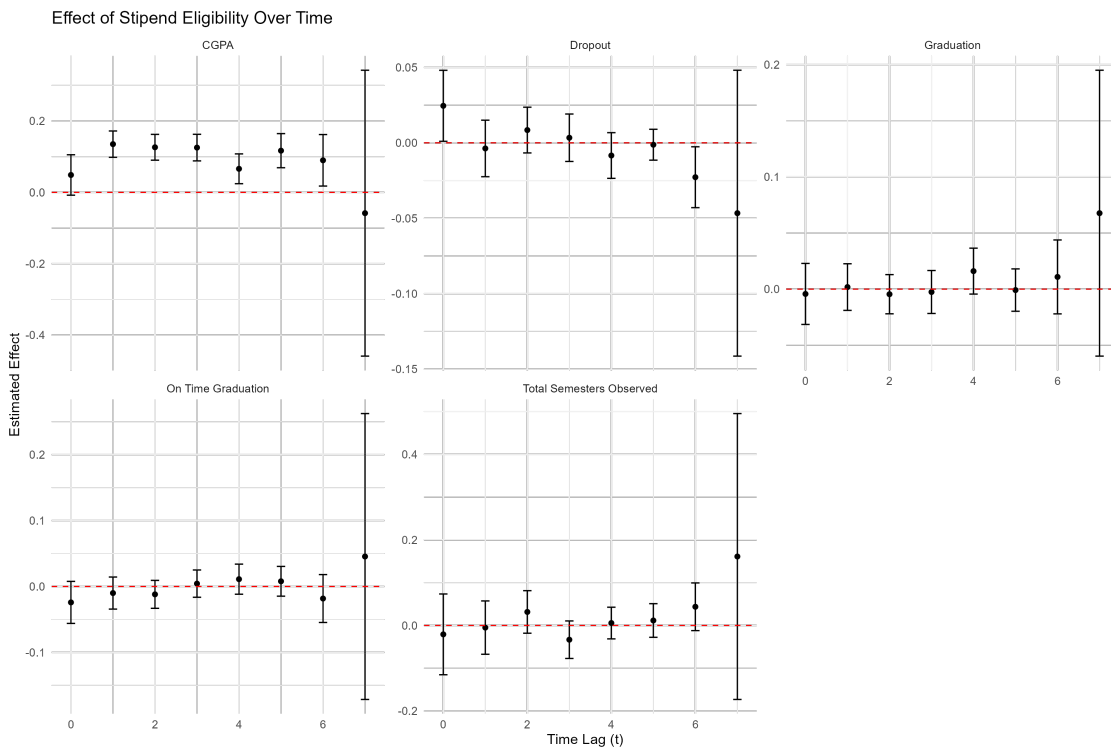 Effect of Stipend Eligibility Over Time
CGPA
Dropout
Graduation
0.2
0.0
-0.2
-0.4
0.05
0.00
-0.05
-0.10
-0.15
0.2
0.1
0.0
0 2 4 6
Estimated Effect
On Time Graduation
Total Semesters Observed
0.2
0.1
0.0
-0.1
0.4
0.2
0.0
-0.2
0 2 4 6
0 2 4 6
Time Lag (t)